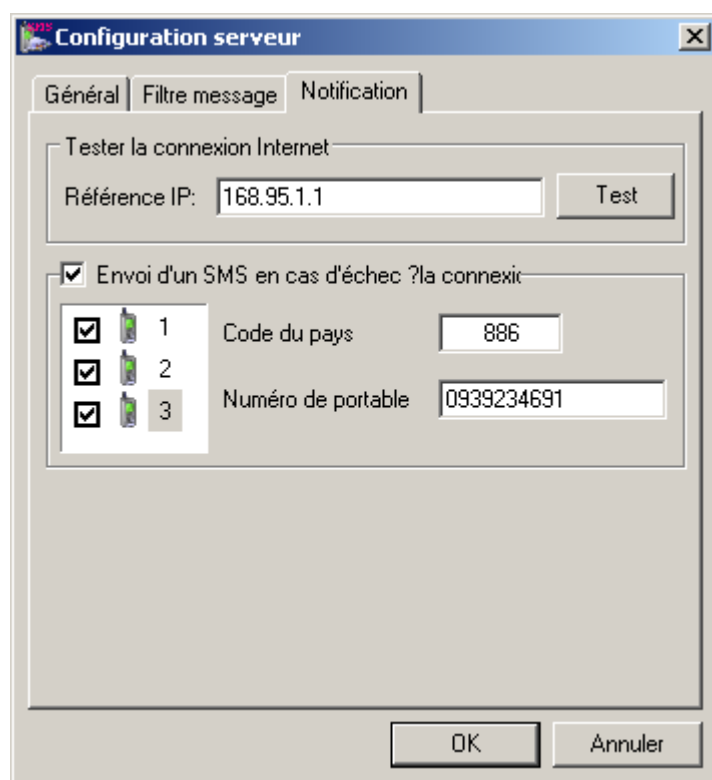 sms
Configuration serveur
Général Filtre message Notification
Tester la connexion Internet
Référence IP: 168.95.1.1 Test
Envoi d'un SMS en cas d'échec ?la connexi
1 Code du pays 886
2
3 Numéro de portable 0939234691
OK Annuler